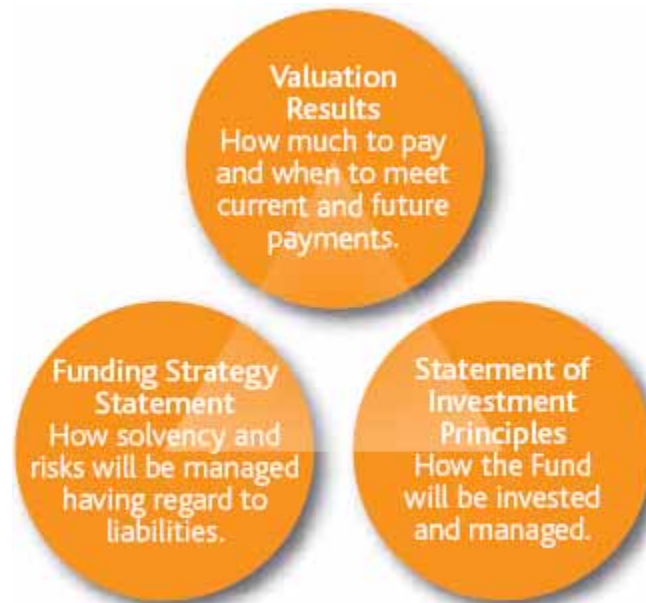 Valuation
Results
How much to pay
and when to meet
current and future
payments.
Funding Strategy
Statement
How solvency and
risks will be managed
having regard to
liabilities.
Statement of
Investment
Principles
How the Fund
will be invested
and managed.